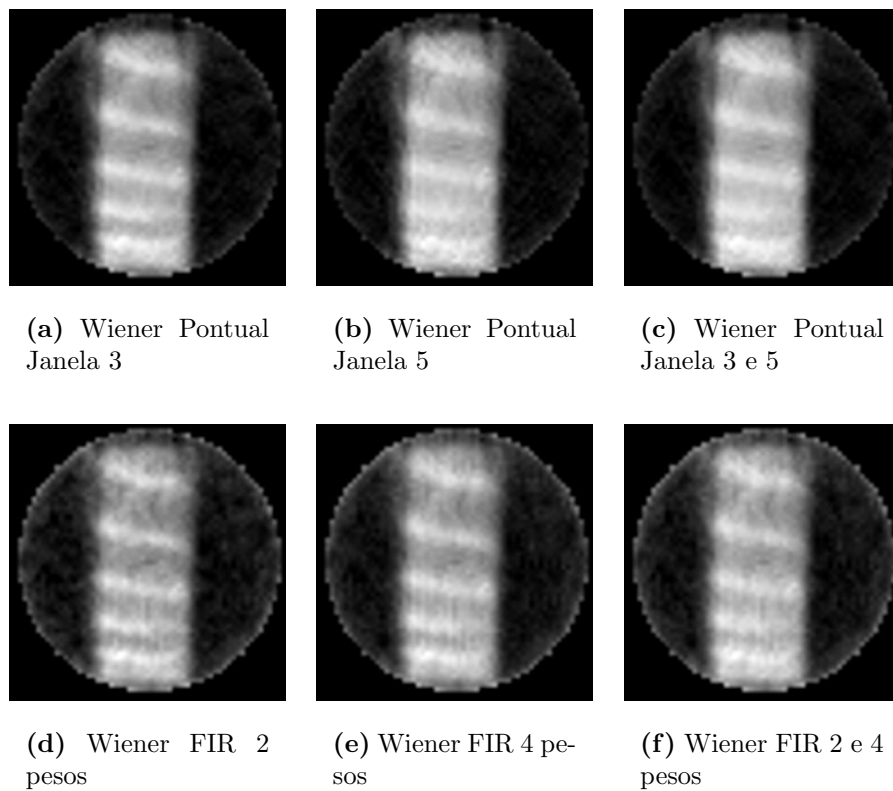 (a) Wiener Pontual
Janela 3
(b) Wiener Pontual
Janela 5
(c) Wiener Pontual
Janela 3 e 5
(d) Wiener FIR 2
pesos
(e) Wiener FIR 4 pe-
sos
(f) Wiener FIR 2 e 4
pesos